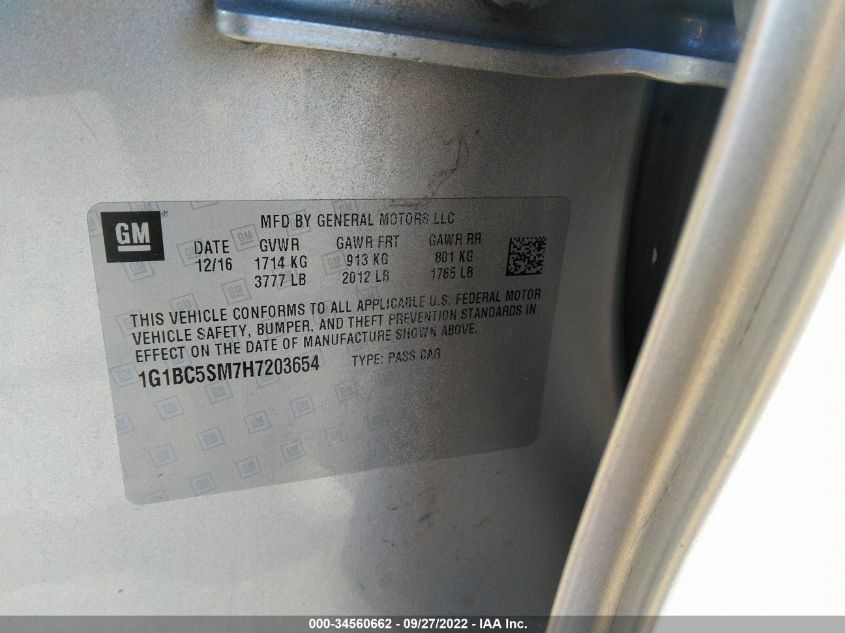 GM
MFD BY GENERAL MOTORS LLC
DATE GVWR GAWR FRT GAWR RR
12/16 1714 KG 913 KG 801 KG
3777 LB 2012 LB 1765 LB
THIS VEHICLE CONFORMS TO ALL APPLICABLE U.S. FEDERAL MOTOR
VEHICLE SAFETY, BUMPER, AND THEFT PREVENTION STANDARDS IN
EFFECT ON THE DATE OF MANUFACTURE SHOWN ABOVE.
1G1BC5SM7H7203654 TYPE: PASS CAR
000-34560662 - 09/27/2022 - IAA Inc.